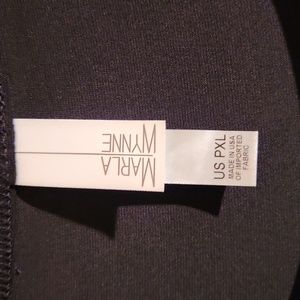 MARLA
WYNNE
US PXL
MADE IN USA
OF IMPORTED
FABRIC